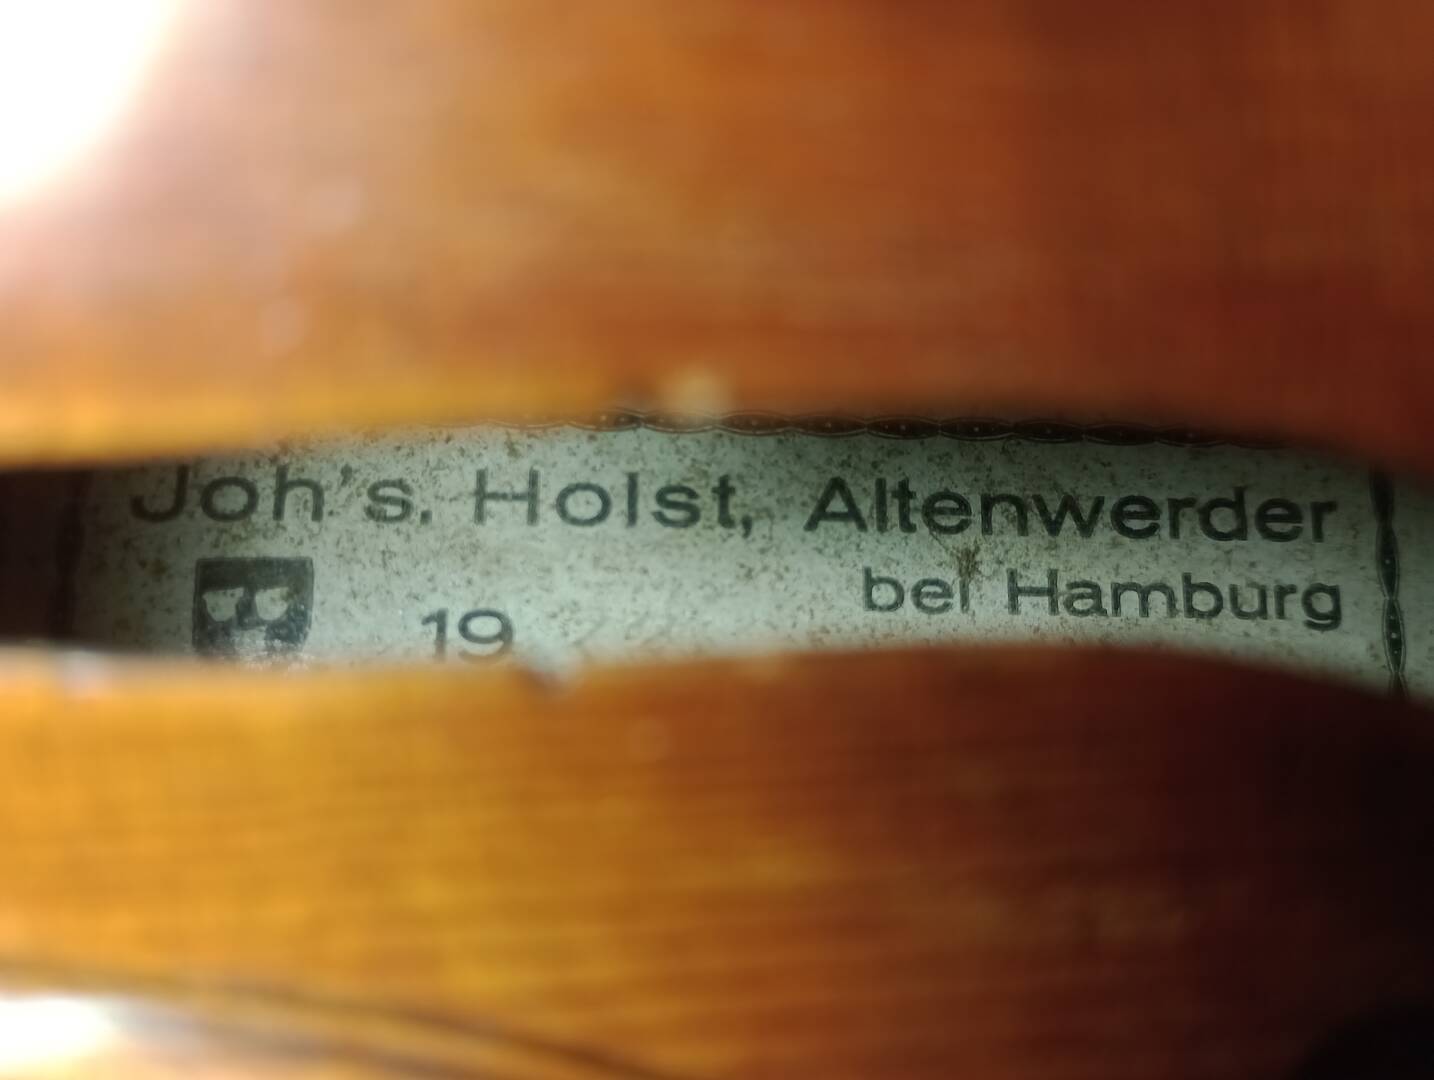 Joh's. Holst, Altenwerder
bei Hamburg
B
19